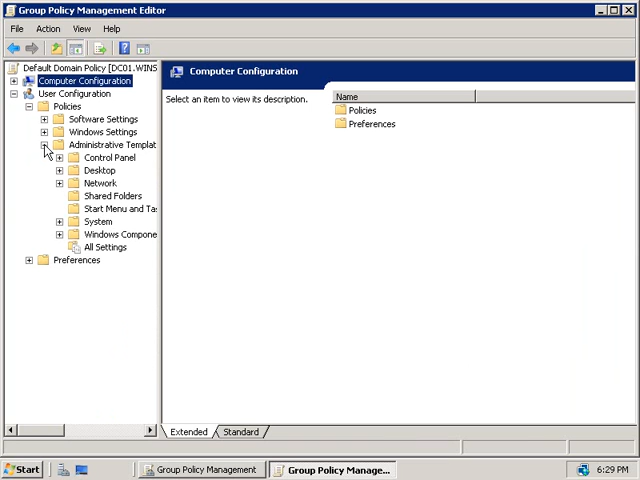 Group Policy Management Editor
File Action View Help
Default Domain Policy [DC01.WINS
Computer Configuration
User Configuration
Policies
Software Settings
Windows Settings
Administrative Templat
Control Panel
Desktop
Network
Shared Folders
Start Menu and Tas
System
Windows Compone
All Settings
Preferences
Computer Configuration
Select an item to view its description.
Name
Policies
Preferences
Extended Standard
Start Group Policy Management Group Policy Manage... 6:29 PM